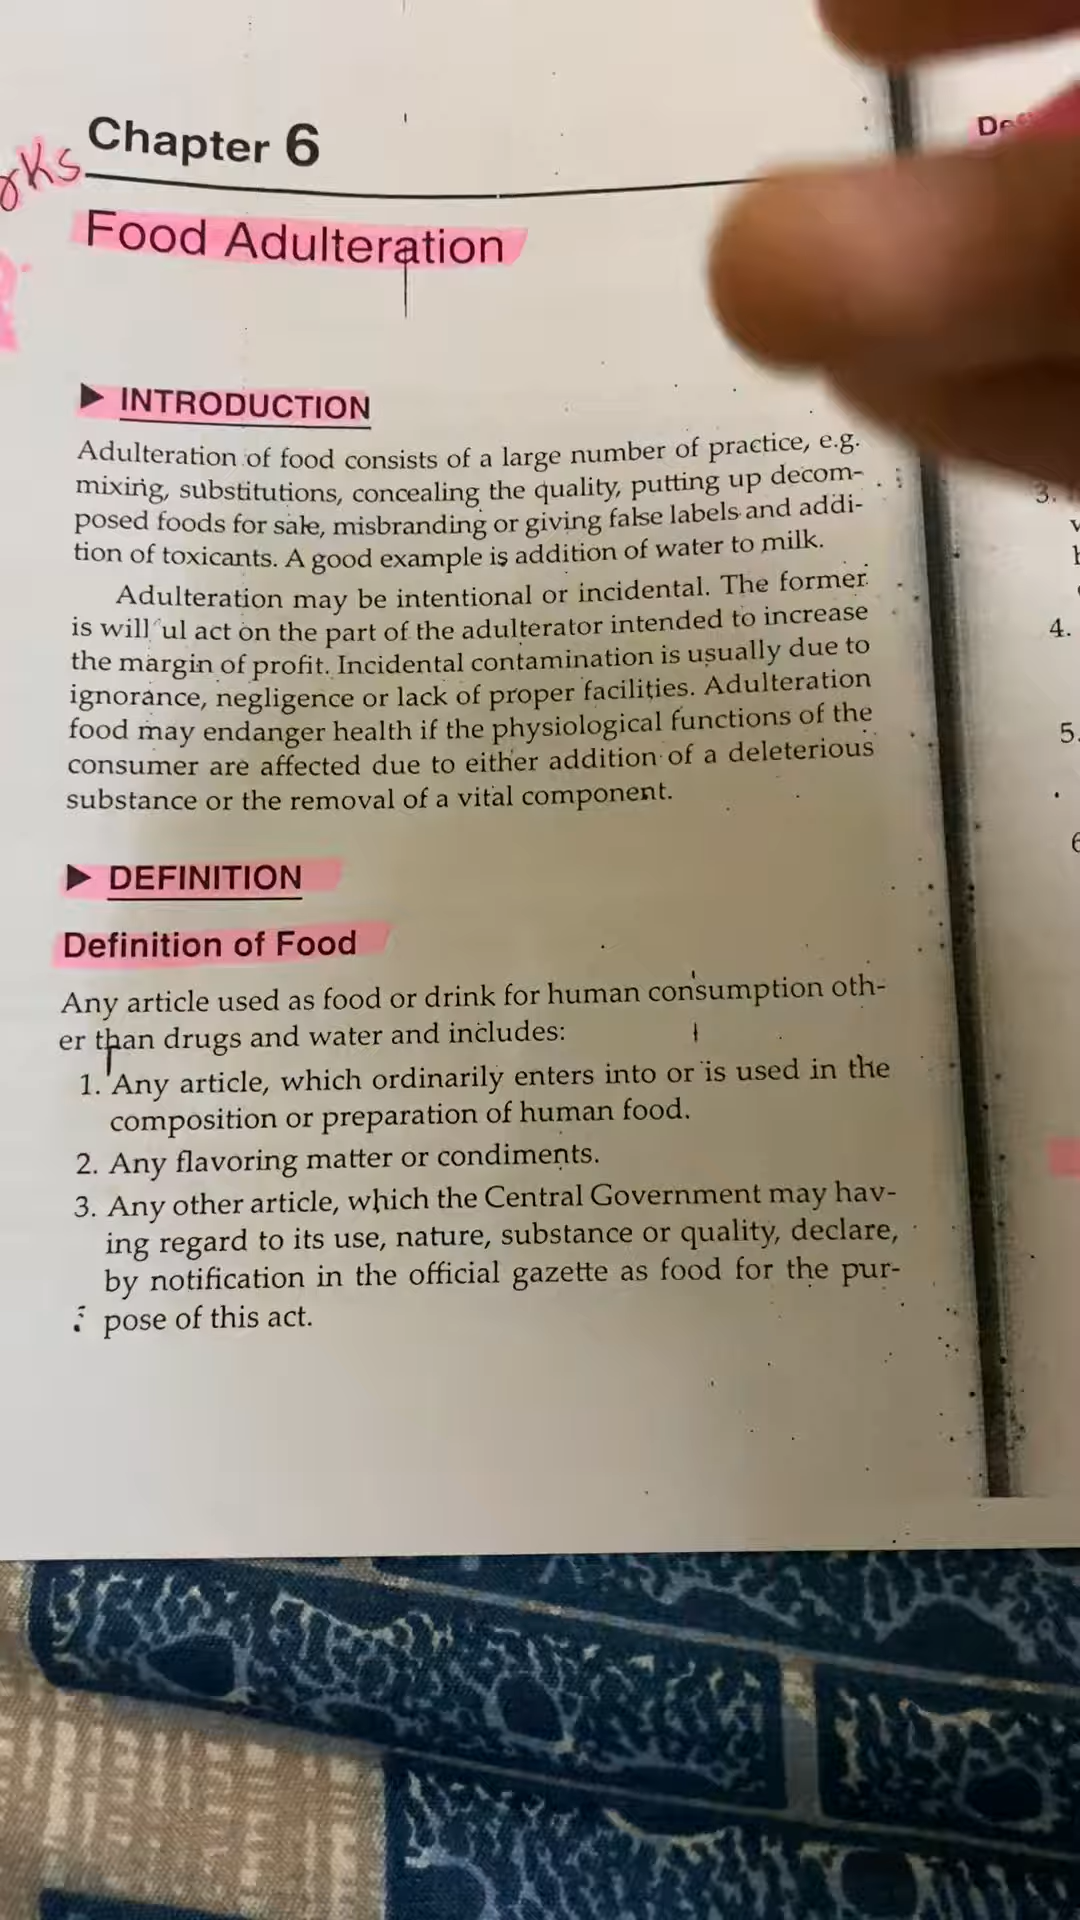 Chapter 6
Food Adulteration
► INTRODUCTION
Adulteration of food consists of a large number of practice, e.g.
mixing, substitutions, concealing the quality, putting up decom-
posed foods for sale, misbranding or giving false labels and addi-
tion of toxicants. A good example is addition of water to milk.
Adulteration may be intentional or incidental. The former
is will ul act on the part of the adulterator intended to increase
the margin of profit. Incidental contamination is usually due to
ignorance, negligence or lack of proper facilities. Adulteration
food may endanger health if the physiological functions of the
consumer are affected due to either addition of a deleterious
substance or the removal of a vital component.
► DEFINITION
Definition of Food
Any article used as food or drink for human consumption oth-
er than drugs and water and includes:
1. Any article, which ordinarily enters into or is used in the
composition or preparation of human food.
2. Any flavoring matter or condiments.
3. Any other article, which the Central Government may hav-
ing regard to its use, nature, substance or quality, declare,
by notification in the official gazette as food for the pur-
pose of this act.
3.
4.
5.